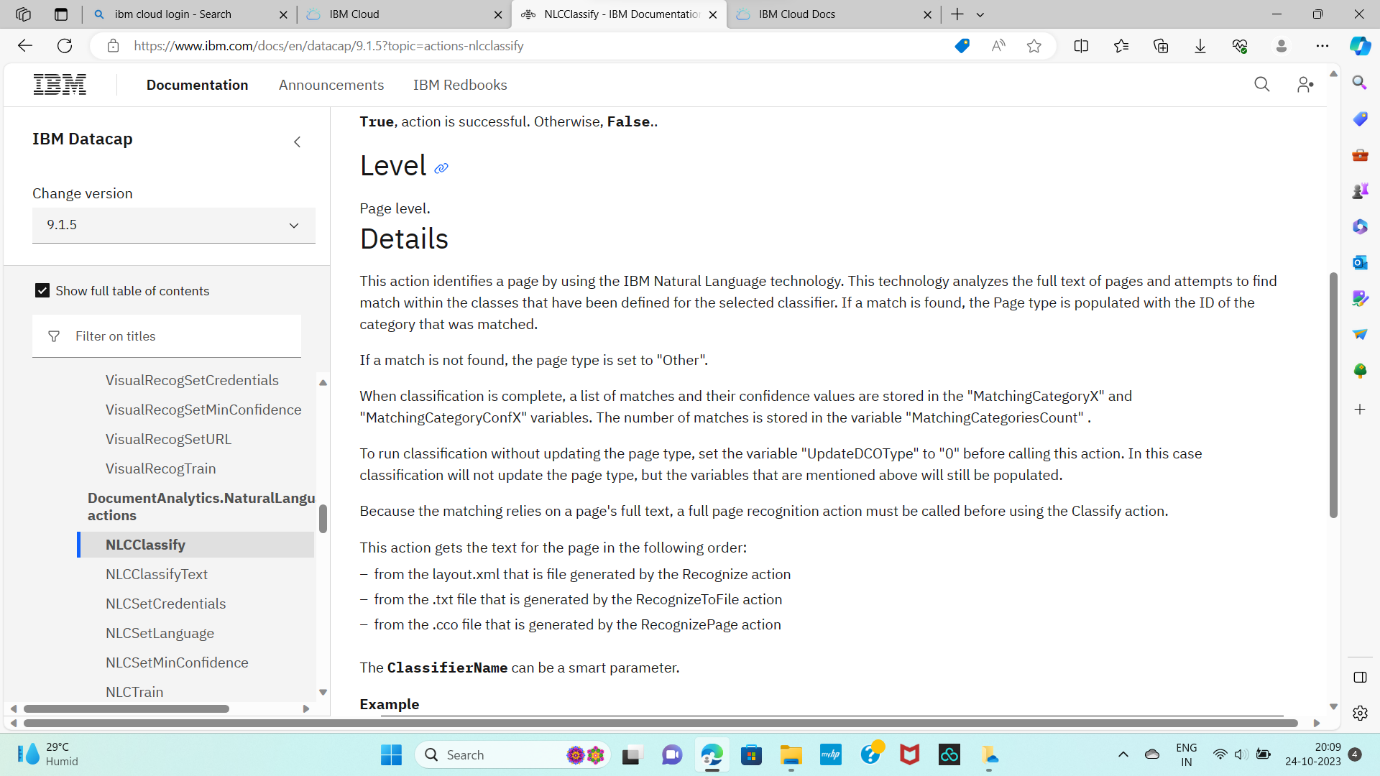 ibm cloud login - Search
IBM Cloud
NLCClassify - IBM Documentation
IBM Cloud Docs
https://www.ibm.com/docs/en/datacap/9.1.5?topic=actions-nlcclassify
IBM
Documentation
Announcements
IBM Redbooks
IBM Datacap
Change version
9.1.5
Show full table of contents
Filter on titles
VisualRecogSetCredentials
VisualRecogSetMinConfidence
VisualRecogSetURL
VisualRecogTrain
DocumentAnalytics.NaturalLangu
actions
NLCClassify
NLCClassifyText
NLCSetCredentials
NLCSetLanguage
NLCSetMinConfidence
NLCTrain
True, action is successful. Otherwise, False..
Level
Page level.
Details
This action identifies a page by using the IBM Natural Language technology. This technology analyzes the full text of pages and attempts to find
match within the classes that have been defined for the selected classifier. If a match is found, the Page type is populated with the ID of the
category that was matched.
If a match is not found, the page type is set to "Other".
When classification is complete, a list of matches and their confidence values are stored in the "MatchingCategoryX" and
"MatchingCategoryConfX" variables. The number of matches is stored in the variable "MatchingCategoriesCount" .
To run classification without updating the page type, set the variable "UpdateDCOType" to "0" before calling this action. In this case
classification will not update the page type, but the variables that are mentioned above will still be populated.
Because the matching relies on a page's full text, a full page recognition action must be called before using the Classify action.
This action gets the text for the page in the following order:
– from the layout.xml that is file generated by the Recognize action
– from the .txt file that is generated by the RecognizeToFile action
– from the .cco file that is generated by the RecognizePage action
The ClassifierName can be a smart parameter.
Example
29°C
Humid
Search
myhp
ENG
IN
20:09
24-10-2023
4